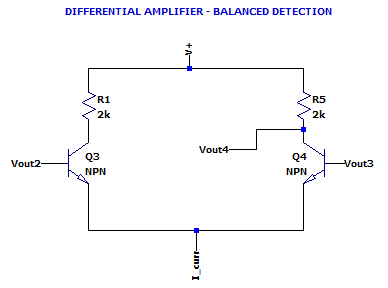 DIFFERENTIAL AMPLIFIER - BALANCED DETECTION
V+
R1
2k
R5
2k
Vout4
Vout2
Q3
NPN
Q4
NPN
Vout3
I_curr